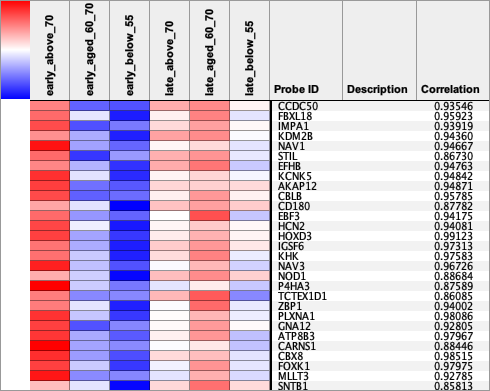 early_above_70
early_aged_60_70
early_below_55
late_above_70
late_aged_60_70
late_below_55
Probe ID Description Correlation
CCDC50 0.93546
FBXL18 0.95923
IMPA1 0.93919
KDM2B 0.94360
NAV1 0.94667
STIL 0.86730
EFHB 0.94763
KCNK5 0.94842
AKAP12 0.94871
CBLB 0.95785
CD180 0.87782
EBF3 0.94175
HCN2 0.94081
HOXD3 0.99123
IGSF6 0.97313
KHK 0.97583
NAV3 0.96726
NOD1 0.88684
P4HA3 0.87589
TCTEX1D1 0.86085
ZBP1 0.94002
PLXNA1 0.98086
GNA12 0.92805
ATP8B3 0.97967
CARNS1 0.88446
CBX8 0.98515
FOXK1 0.97975
MLLT3 0.92785
SNTB1 0.85813